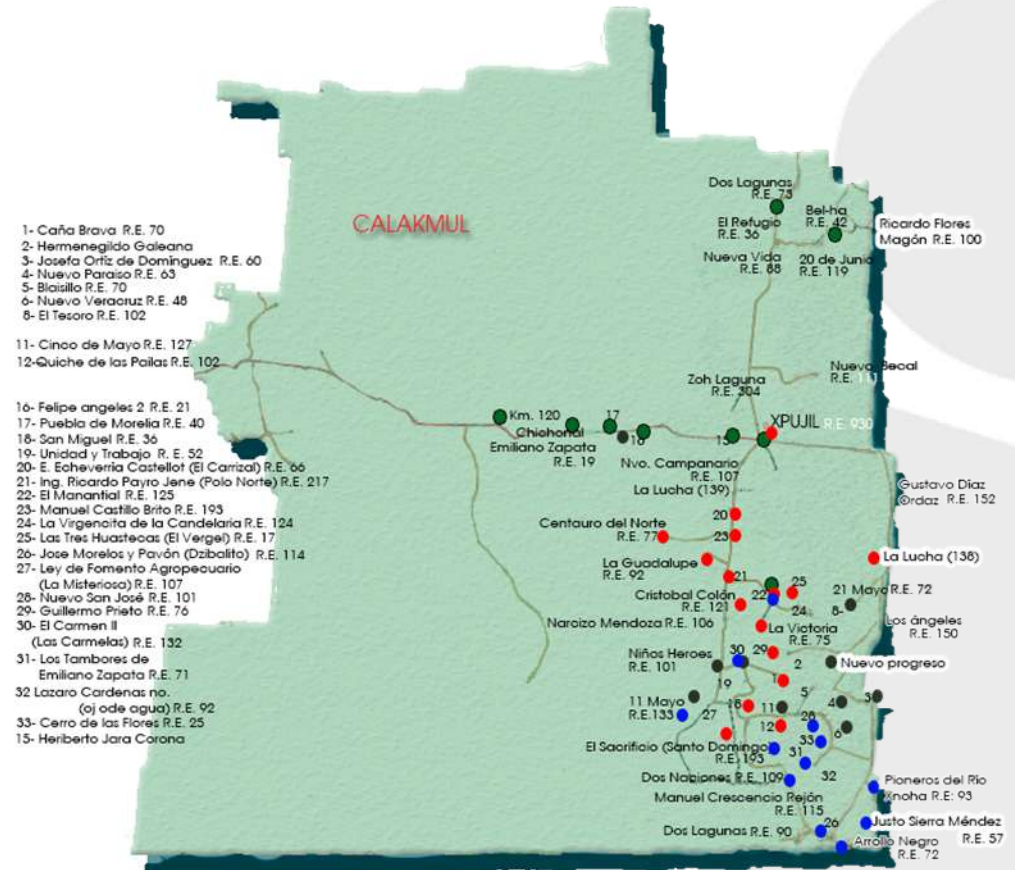 CALAKMUL
1- Caña Brava R.E. 70
2- Hermenegildo Galeana
3- Josefa Ortíz de Domínguez R.E. 60
4- Nuevo Paraiso R.E. 63
5- Blaisillo R.E. 70
6- Nuevo Veracruz R.E. 48
8- El Tesoro R.E. 102
11- Cinco de Mayo R.E. 127
12-Quiche de las Pailas R.E. 102
16- Felipe angeles 2 R.E. 21
17- Puebla de Morelia R.E. 40
18- San Miguel R.E. 36
19- Unidad y Trabajo R.E. 52
20- E. Echeverría Castellot (El Carrizal) R.E. 66
21- Ing. Ricardo Payro Jene (Polo Norte) R.E. 217
22- El Manantial R.E. 125
23- Manuel Castillo Brito R.E. 193
24- La Virgencita de la Candelaria R.E. 124
25- Las Tres Huastecas (El Vergel) R.E. 17
26- Jose Morelos y Pavón (Dzibalito) R.E. 114
27- Ley de Fomento Agropecuario
(La Misteriosa) R.E. 107
28- Nuevo San José R.E. 101
29- Guillermo Prieto R.E. 76
30- El Carmen II
(Las Carmelas) R.E. 132
31- Los Tambores de
Emiliano Zapata R.E. 71
32 Lazaro Cardenas no.
(oj ode agua) R.E. 92
33- Cerro de las Flores R.E. 25
15- Heriberto Jara Corona
Dos Lagunas
R.E. 73
El Refugio
R.E. 36
Bel-ha
R.E. 42
Ricardo Flores
Magón R.E. 100
Nueva Vida
R.E. 88
20 de Junio
R.E. 119
Zoh Laguna
R.E. 304
Nuevo Becal
R.E. 111
XPUJIL R.E. 930
Km. 120
17
16
15
Chichonal
Emiliano Zapata
R.E. 19
Nvo. Campanario
R.E. 107
La Lucha (139)
Gustavo Diaz
Ordaz R.E. 152
20
Centauro del Norte
R.E. 77
23
La Guadalupe
R.E. 92
La Lucha (138)
21
25
22
24
21 Mayo R.E. 72
8-
Cristobal Colón
R.E. 121
Narcizo Mendoza R.E. 106
La Victoria
R.E. 75
Los ángeles
R.E. 150
Niños Heroes
R.E. 101
30
29
2
Nuevo progreso
19
1
5
4
3
11 Mayo
R.E.133
27
18
11
12
28
6
33
El Sacrificio (Santo Domingo)
R.E. 193
31
32
Dos Naciones R.E. 109
Manuel Crescencio Rejón
R.E. 115
Pioneros del Río
Xnoha R.E: 93
Dos Lagunas R.E. 90
26
Justo Sierra Méndez
R.E. 57
Arrollo Negro
R.E. 72